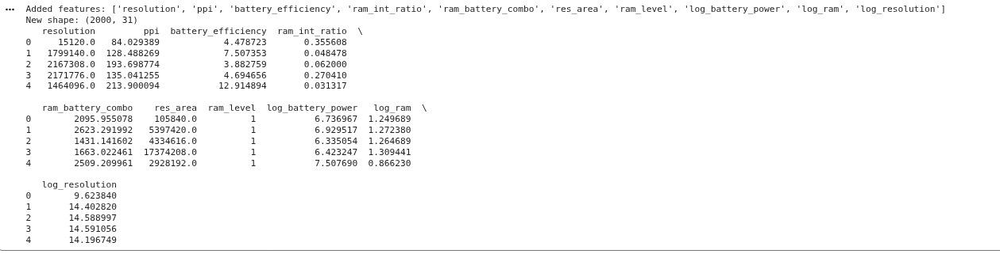 ••• Added features: ['resolution', 'ppi', 'battery_efficiency', 'ram_int_ratio', 'ram_battery_combo', 'res_area', 'ram_level', 'log_battery_power', 'log_ram', 'log_resolution']
New shape: (2000, 31)
resolution ppi battery_efficiency ram_int_ratio \
0 15120.0 84.029389 4.478723 0.355608
1 1799140.0 128.488269 7.507353 0.048478
2 2167308.0 193.698774 3.882759 0.062000
3 2171776.0 135.041255 4.694656 0.270410
4 1464096.0 213.900094 12.914894 0.031317
ram_battery_combo res_area ram_level log_battery_power log_ram \
0 2095.955078 105840.0 1 6.736967 1.249689
1 2623.291992 5397420.0 1 6.929517 1.272380
2 1431.141602 4334616.0 1 6.335054 1.264689
3 1663.022461 17374208.0 1 6.423247 1.309441
4 2509.209961 2928192.0 1 7.507690 0.866230
log_resolution
0 9.623840
1 14.402820
2 14.588997
3 14.591056
4 14.196749